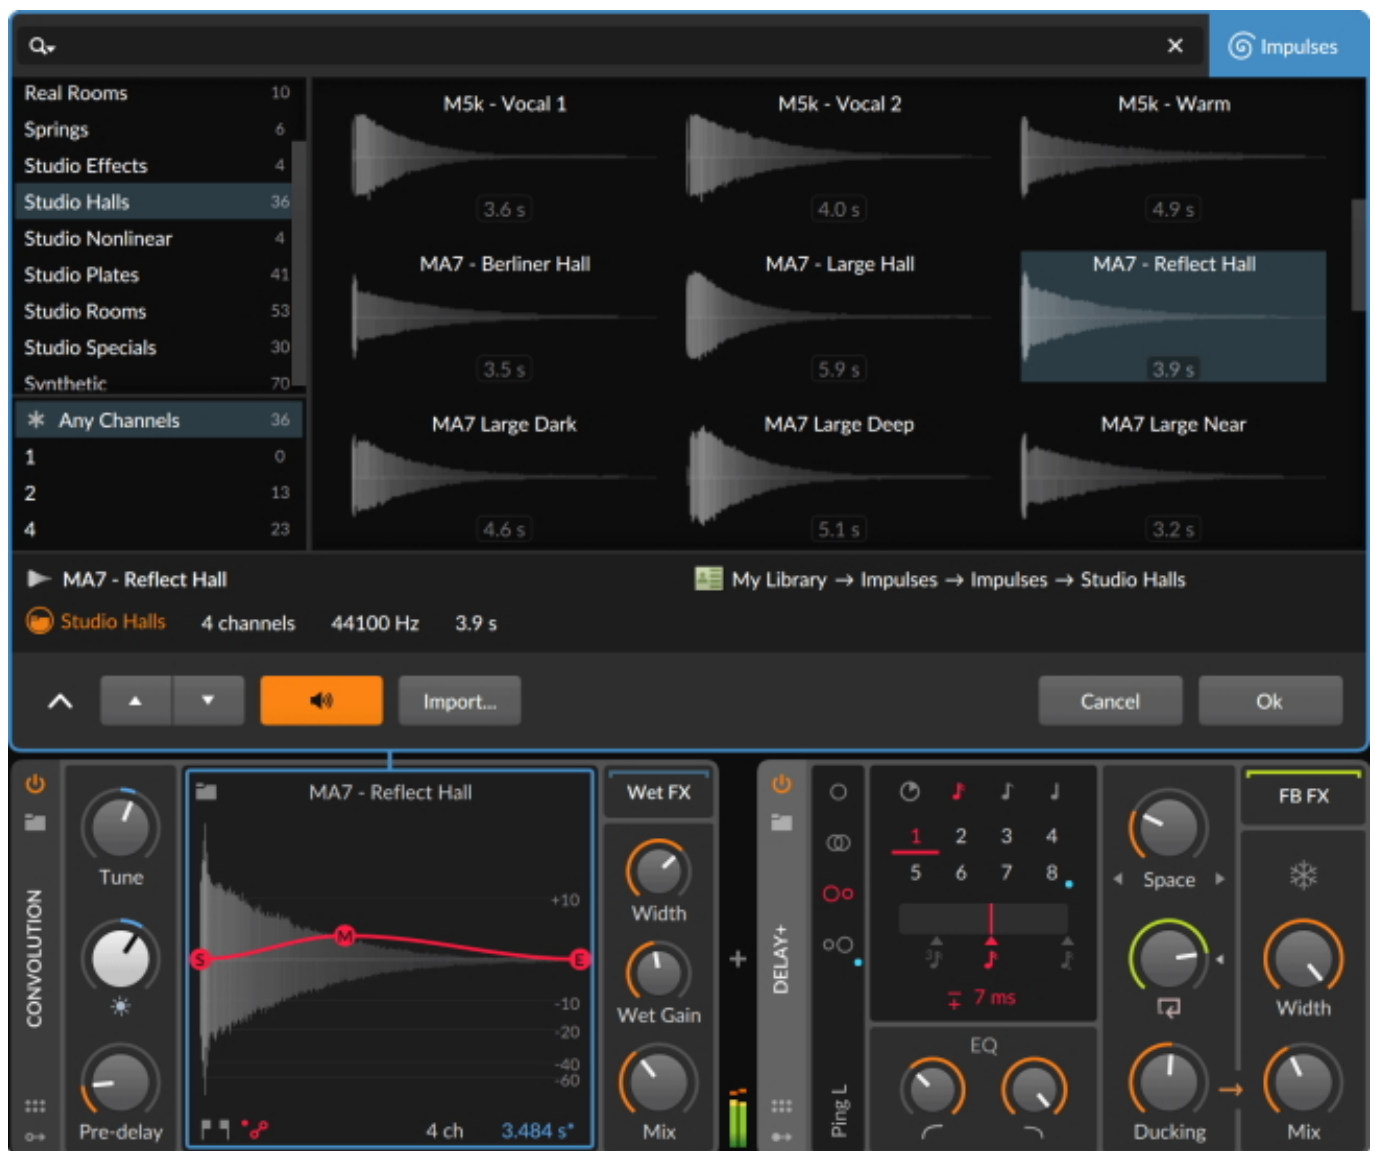 Impulses
Real Rooms 10
Springs 6
Studio Effects 4
Studio Halls 36
Studio Nonlinear 4
Studio Plates 41
Studio Rooms 53
Studio Specials 30
Synthetic 70
Any Channels 36
1 0
2 13
4 23
M5k - Vocal 1 M5k - Vocal 2 M5k - Warm
3.6 s 4.0 s 4.9 s
MA7 - Berliner Hall MA7 - Large Hall MA7 - Reflect Hall
3.5 s 5.9 s 3.9 s
MA7 Large Dark MA7 Large Deep MA7 Large Near
4.6 s 5.1 s 3.2 s
MA7 - Reflect Hall
My Library → Impulses → Impulses → Studio Halls
Studio Halls 4 channels 44100 Hz 3.9 s
Import... Cancel Ok
CONVOLUTION
Tune
Pre-delay
MA7 - Reflect Hall
+10
S M E
-10
-20
-40
-60
4 ch 3.484 s*
Wet FX
Width
Wet Gain
Mix
+
DELAY+
Ping L
1 2 3 4
5 6 7 8
3
7 ms
EQ
Space
Ducking
FB FX
Width
Mix